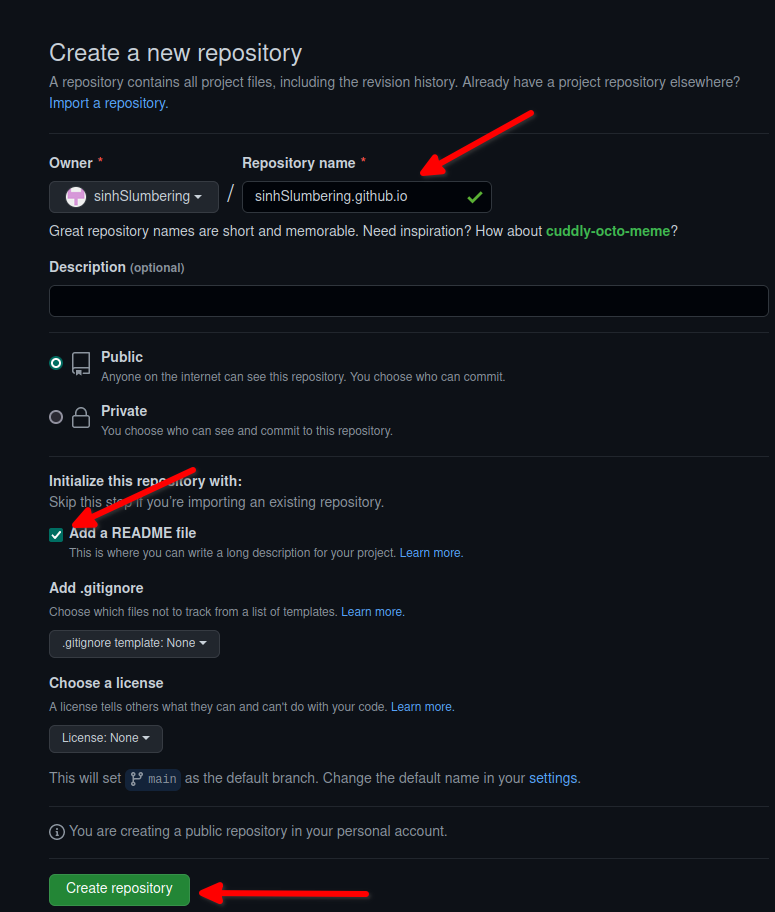 Create a new repository
A repository contains all project files, including the revision history. Already have a project repository elsewhere?
Import a repository.
Owner * Repository name *
sinhSlumbering / sinhSlumbering.github.io
Great repository names are short and memorable. Need inspiration? How about cuddly-octo-meme?
Description (optional)
Public
Anyone on the internet can see this repository. You choose who can commit.
Private
You choose who can see and commit to this repository.
Initialize this repository with:
Skip this step if you're importing an existing repository.
Add a README file
This is where you can write a long description for your project. Learn more.
Add .gitignore
Choose which files not to track from a list of templates. Learn more.
.gitignore template: None
Choose a license
A license tells others what they can and can't do with your code. Learn more.
License: None
This will set main as the default branch. Change the default name in your settings.
You are creating a public repository in your personal account.
Create repository